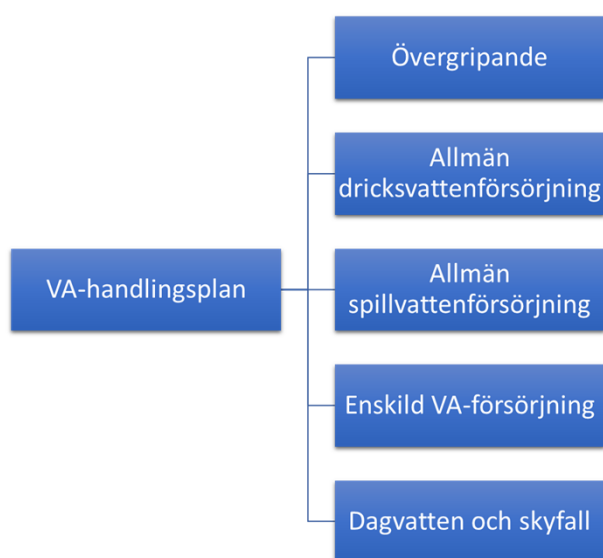 Övergripande
Allmän
dricksvattenförsörjning
VA-handlingsplan
Allmän
spillvattenförsörjning
Enskild VA-försörjning
Dagvatten och skyfall